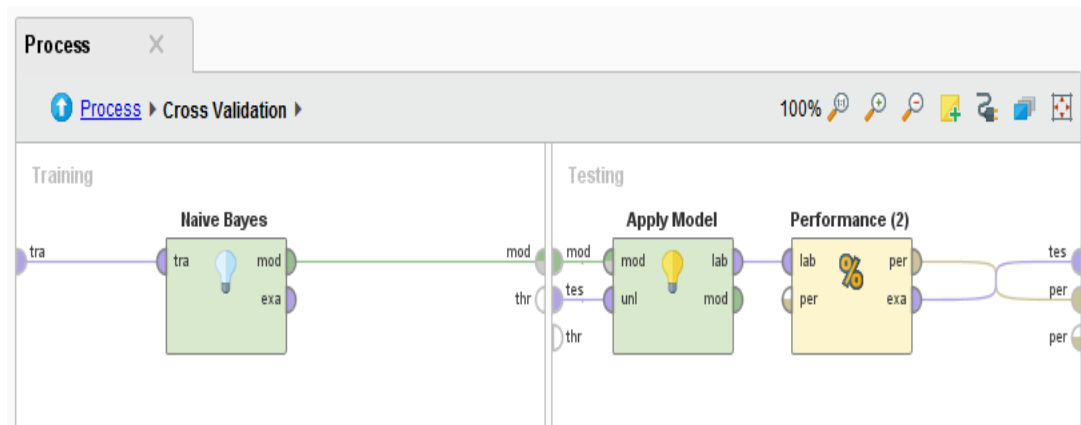 Process
Process Cross Validation
100%
Training
Testing
Naive Bayes
Apply Model
Performance (2)
tra
tra
mod
exa
mod
thr
mod
tes
thr
mod
unl
lab
mod
lab
per
per
exa
tes
per
per
%